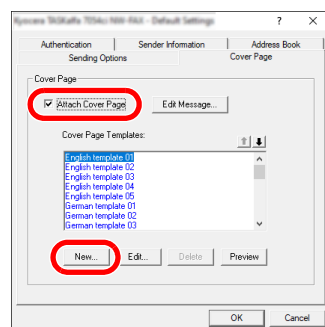 Kyocera TASKalfa 7054ci NW-FAX - Default Settings ? ×
Authentication Sender Information Address Book
Sending Options Cover Page
Cover Page
Attach Cover Page Edit Message...
Cover Page Templates:
English template 01
English template 02
English template 03
English template 04
English template 05
German template 01
German template 02
German template 03
New... Edit... Delete Preview
OK Cancel